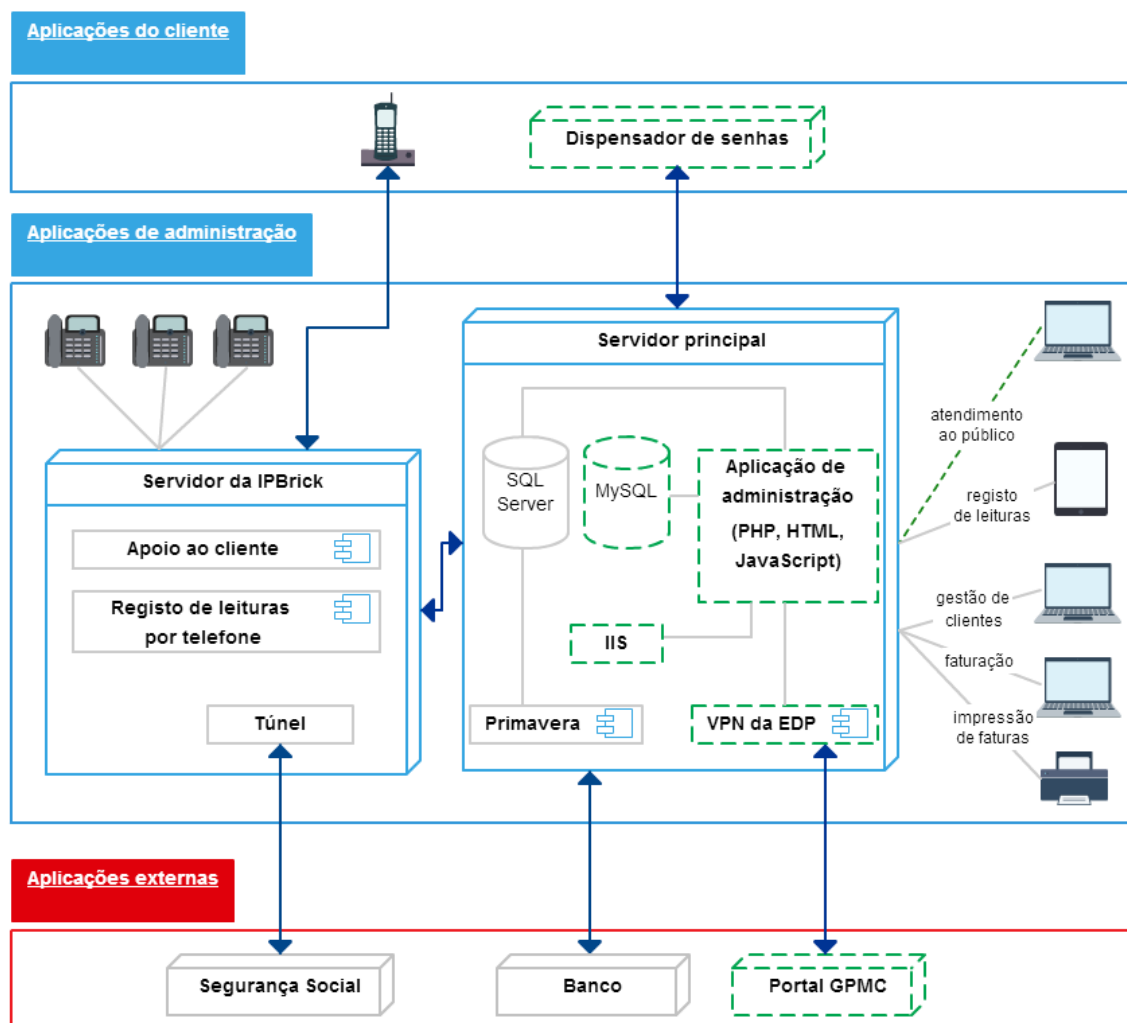 Aplicações do cliente
Dispensador de senhas
Aplicações de administração
Servidor principal
atendimento
ao público
Servidor da IPBrick
SQL
Server
MySQL
Aplicação de
administração
(PHP, HTML,
JavaScript)
registo
de leituras
Apoio ao cliente
Registo de leituras
por telefone
gestão de
clientes
IIS
faturação
Túnel
Primavera
VPN da EDP
impressão
de faturas
Aplicações externas
Segurança Social
Banco
Portal GPMC